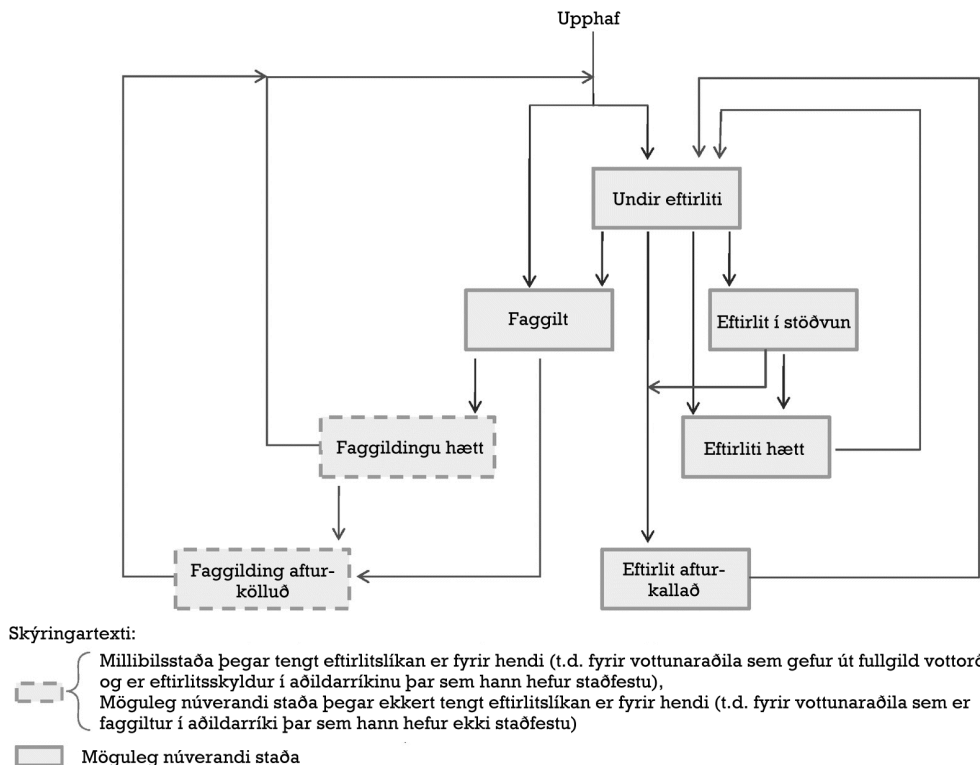 Upphaf
Undir eftirliti
Faggilt
Eftirlit í stöðvun
Faggildingu hætt
Eftirliti hætt
Faggilding aftur-
kölluð
Eftirlit aftur-
kallað
Skýringartexti:
Millibilsstaða þegar tengt eftirlitslíkan er fyrir hendi (t.d. fyrir vottunaraðila sem gefur út fullgild vottorð
og er eftirlitsskyldur í aðildarríkinu þar sem hann hefur staðfestu),
Möguleg núverandi staða þegar ekkert tengt eftirlitslíkan er fyrir hendi (t.d. fyrir vottunaraðila sem er
faggiltur í aðildarríki þar sem hann hefur ekki staðfestu)
Möguleg núverandi staða